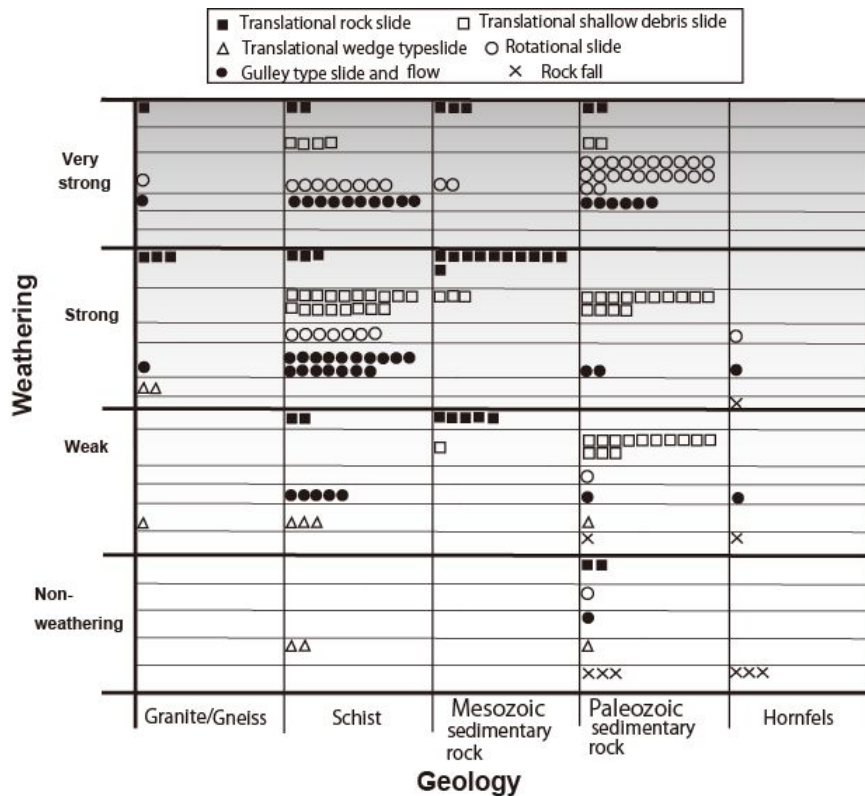 Translational rock slide
Translational shallow debris slide
Translational wedge typeslide
Rotational slide
Gulley type slide and flow
Rock fall
Very
strong
Strong
Weak
Non-
weathering
Weathering
Granite/Gneiss
Schist
Mesozoic
sedimentary
rock
Paleozoic
sedimentary
rock
Hornfels
Geology